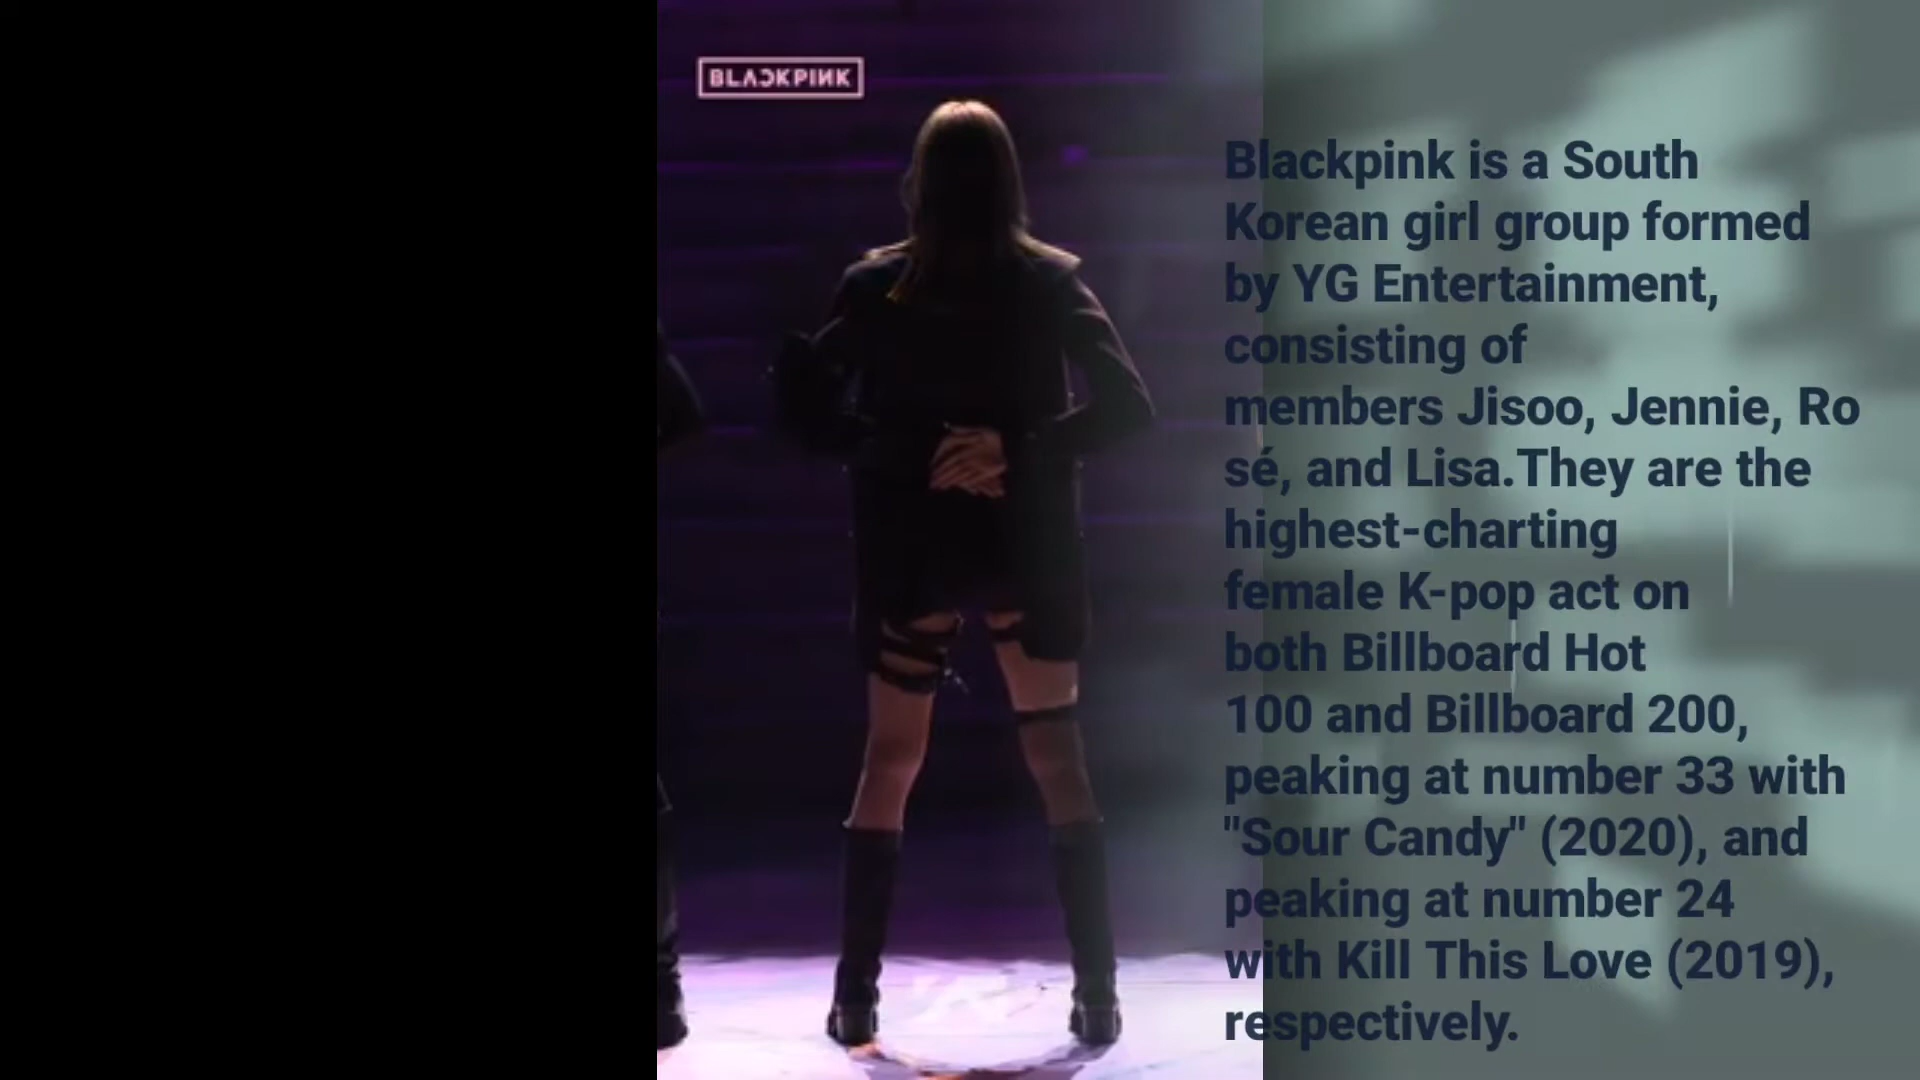 BLACKPINK
Blackpink is a South
Korean girl group formed
by YG Entertainment,
consisting of
members Jisoo, Jennie, Ro
sé, and Lisa.They are the
highest-charting
female K-pop act on
both Billboard Hot
100 and Billboard 200,
peaking at number 33 with
"Sour Candy" (2020), and
peaking at number 24
with Kill This Love (2019),
respectively.